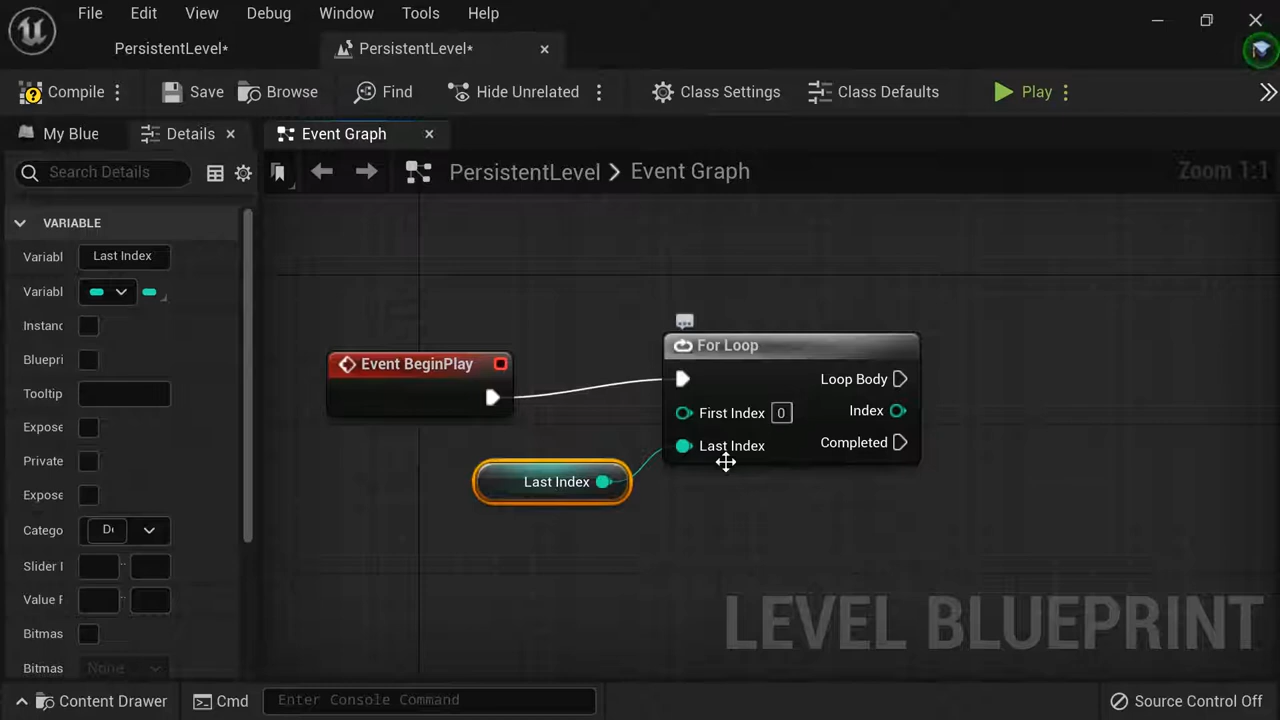 File Edit View Debug Window Tools Help
PersistentLevel* PersistentLevel*
Compile Save Browse Find Hide Unrelated Class Settings Class Defaults Play
My Blue Details Event Graph
Search Details PersistentLevel > Event Graph Zoom 1:1
VARIABLE
Variabl Last Index
Variabl
Instanc
Bluepri
Tooltip
Expose
Private
Expose
Catego
Slider
Value F
Bitmas
Bitmas None
For Loop
Event BeginPlay
Loop Body
First Index 0
Index
Last Index
Completed
Last Index
LEVEL BLUEPRINT
Content Drawer Cmd Enter Console Command Source Control Off